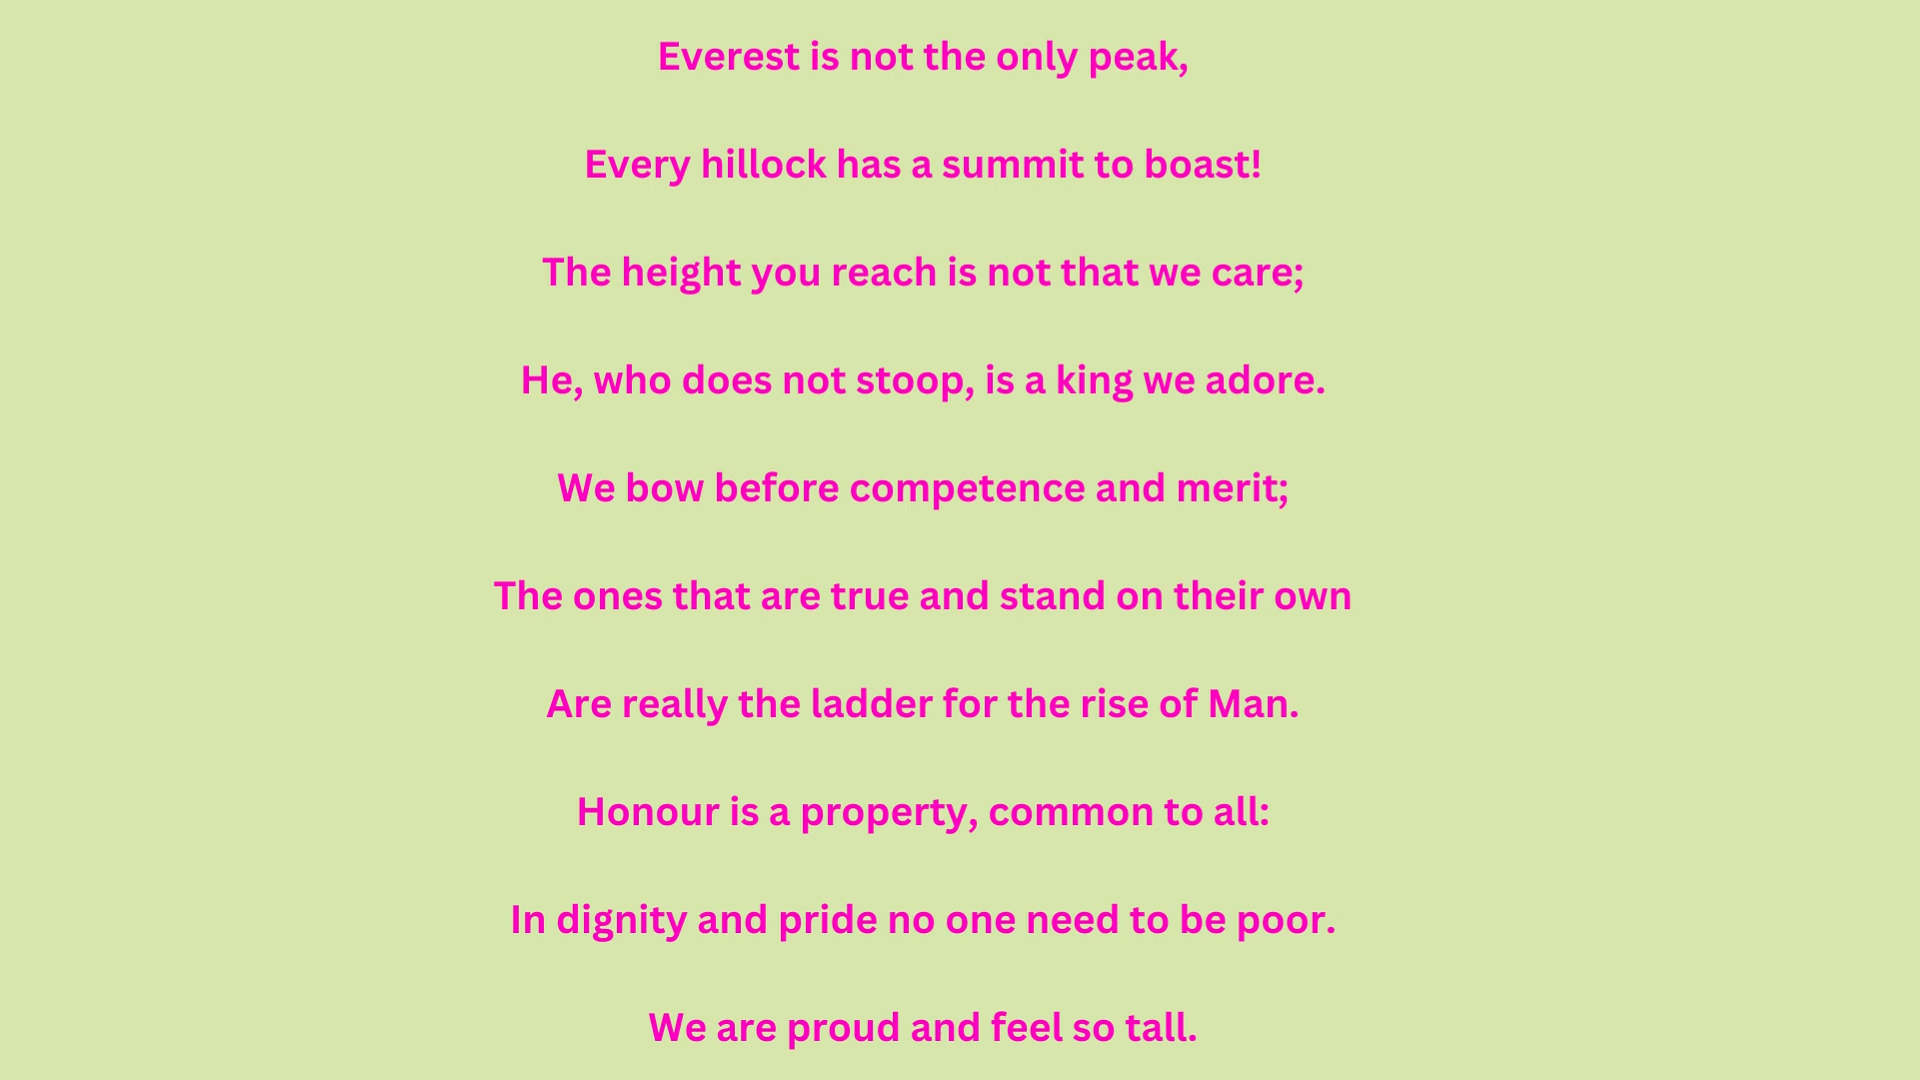 Everest is not the only peak,
Every hillock has a summit to boast!
The height you reach is not that we care;
He, who does not stoop, is a king we adore.
We bow before competence and merit;
The ones that are true and stand on their own
Are really the ladder for the rise of Man.
Honour is a property, common to all:
In dignity and pride no one need to be poor.
We are proud and feel so tall.